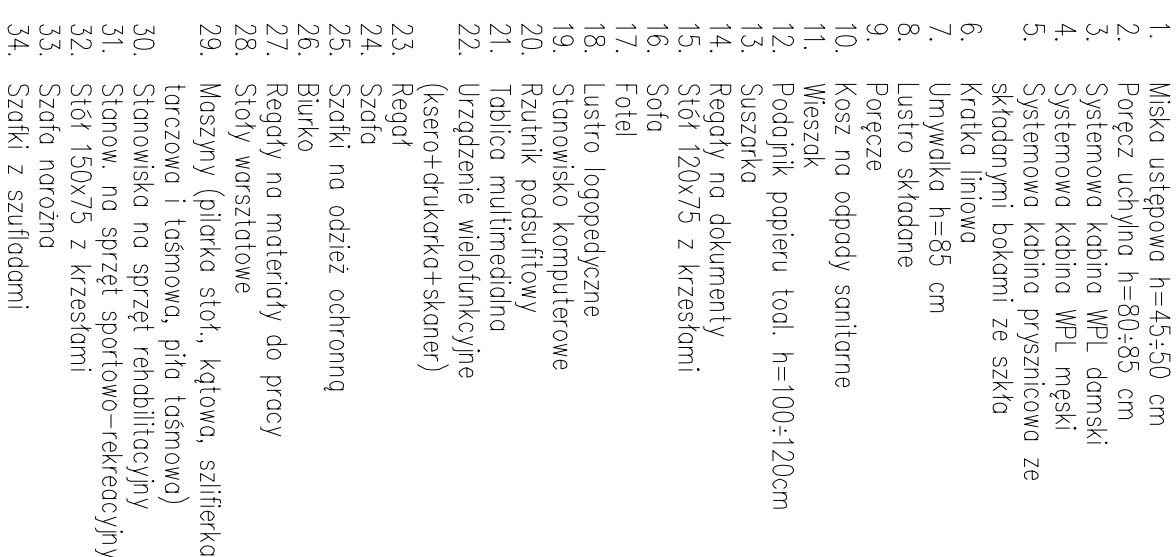 1. Miska ustępowa h=45÷50 cm
2. Poręcz uchylna h=80÷85 cm
3. Systemowa kabina WPL damski
4. Systemowa kabina WPL męski
5. Systemowa kabina prysznicowa ze
składanymi bokami ze szkła
6. Kratka liniowa
7. Umywalka h=85 cm
8. Lustro składane
9. Poręcze
10. Kosz na odpady sanitarne
11. Wieszak
12. Podajnik papieru toal. h=100÷120cm
13. Suszarka
14. Regały na dokumenty
15. Stół 120x75 z krzesłami
16. Sofa
17. Fotel
18. Lustro logopedyczne
19. Stanowisko komputerowe
20. Rzutnik podsufitowy
21. Tablica multimedialna
22. Urządzenie wielofunkcyjne
(ksero+drukarka+skaner)
23. Regał
24. Szafa
25. Szafki na odzież ochronną
26. Biurko
27. Regały na materiały do pracy
28. Stoły warsztatowe
29. Maszyny (pilarka stoł., kątowa, szlifierka
tarczowa i taśmowa, piła taśmowa)
30. Stanowiska na sprzęt rehabilitacyjny
31. Stanow. na sprzęt sportowo-rekreacyjny
32. Stół 150x75 z krzesłami
33. Szafa narożna
34. Szafki z szufladami